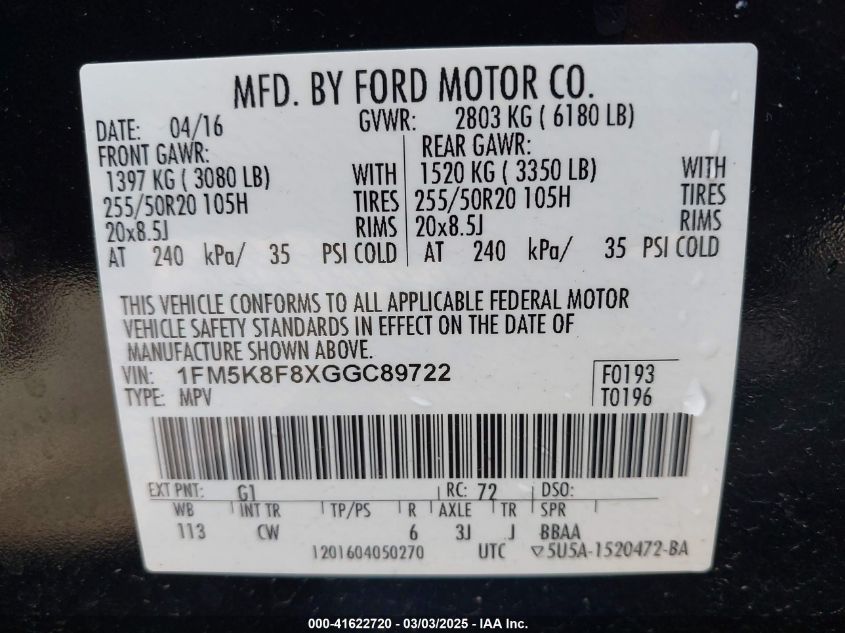 MFD. BY FORD MOTOR CO.
DATE: 04/16 GVWR: 2803 KG ( 6180 LB)
FRONT GAWR: REAR GAWR:
1397 KG ( 3080 LB) WITH 1520 KG ( 3350 LB) WITH
255/50R20 105H TIRES 255/50R20 105H TIRES
20x8.5J RIMS 20x8.5J RIMS
AT 240 kPa/ 35 PSI COLD AT 240 kPa/ 35 PSI COLD
THIS VEHICLE CONFORMS TO ALL APPLICABLE FEDERAL MOTOR
VEHICLE SAFETY STANDARDS IN EFFECT ON THE DATE OF
MANUFACTURE SHOWN ABOVE.
VIN: 1FM5K8F8XGGC89722 F0193
TYPE: MPV T0196
EXT PNT: G1 RC: 72 DSO:
WB INT TR TP/PS R AXLE TR SPR
113 CW 6 3J J BBAA
1201604050270 UTC ▽5U5A-1520472-BA
000-41622720 - 03/03/2025 - IAA Inc.